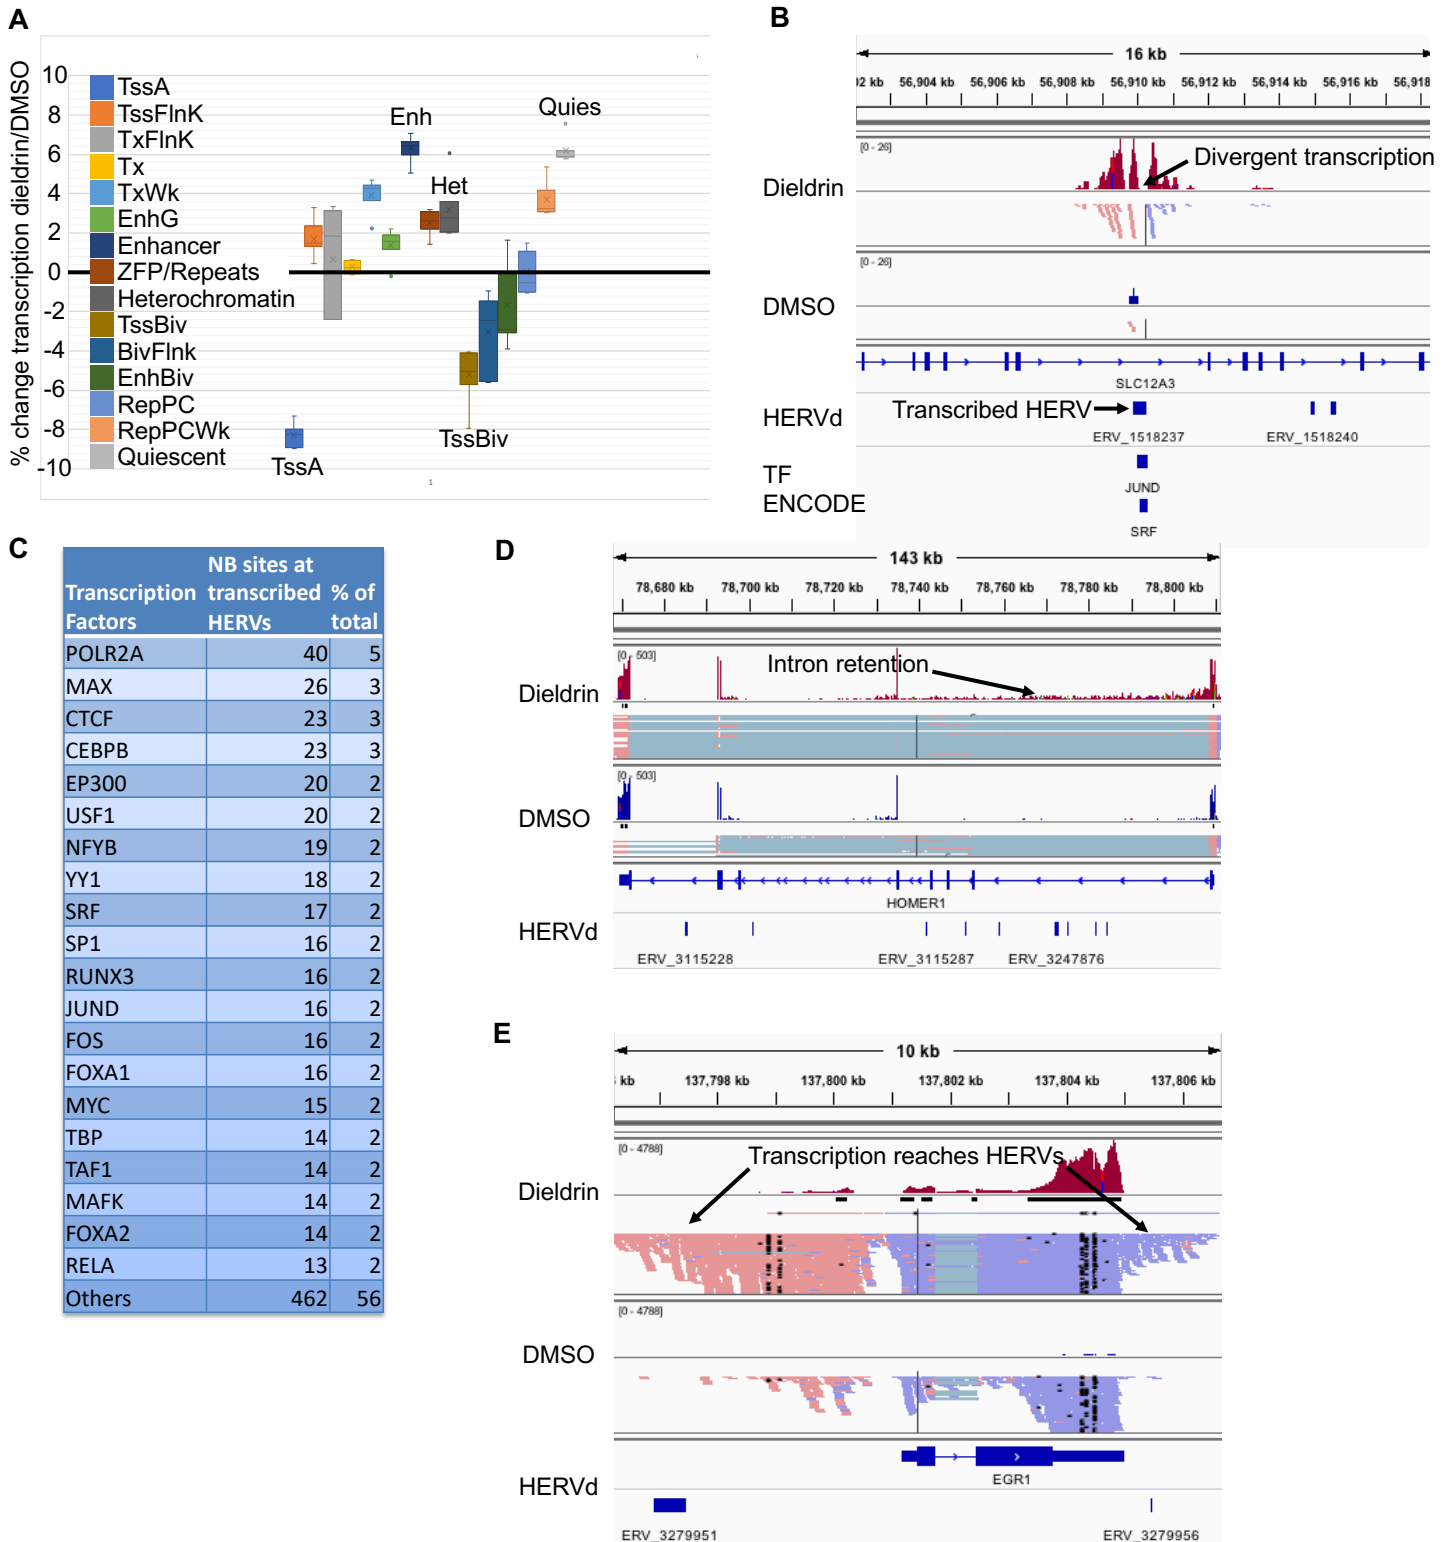 A
% change transcription dieldrin/DMSO
10
8
6
4
2
0
-2
-4
-6
-8
-10
TssA
TssFlnK
TxFlnK
Tx
TxWk
EnhG
Enhancer
ZFP/Repeats
Heterochromatin
TssBiv
BivFlnk
EnhBiv
RepPC
RepPCWk
Quiescent
Enh
Quies
Het
TssBiv
TssA
1
B
16 kb
02 kb 56,904 kb 56,906 kb 56,908 kb 56,910 kb 56,912 kb 56,914 kb 56,916 kb 56,918
[0 - 26]
Dieldrin
Divergent transcription
[0 - 26]
DMSO
SLC12A3
HERVd
Transcribed HERV
ERV_1518237
ERV_1518240
TF
ENCODE
JUND
SRF
C
Transcription Factors NB sites at transcribed HERVs % of total
POLR2A 40 5
MAX 26 3
CTCF 23 3
CEBPB 23 3
EP300 20 2
USF1 20 2
NFYB 19 2
YY1 18 2
SRF 17 2
SP1 16 2
RUNX3 16 2
JUND 16 2
FOS 16 2
FOXA1 16 2
MYC 15 2
TBP 14 2
TAF1 14 2
MAFK 14 2
FOXA2 14 2
RELA 13 2
Others 462 56
D
143 kb
78,680 kb 78,700 kb 78,720 kb 78,740 kb 78,760 kb 78,780 kb 78,800 kb
[0 - 503]
Intron retention
Dieldrin
[0 - 503]
DMSO
HOMER1
HERVd
ERV_3115228
ERV_3115287
ERV_3247876
E
10 kb
kb 137,798 kb 137,800 kb 137,802 kb 137,804 kb 137,806 kb
[0 - 4788]
Transcription reaches HERVs
Dieldrin
[0 - 4788]
DMSO
EGR1
HERVd
ERV_3279951
ERV_3279956